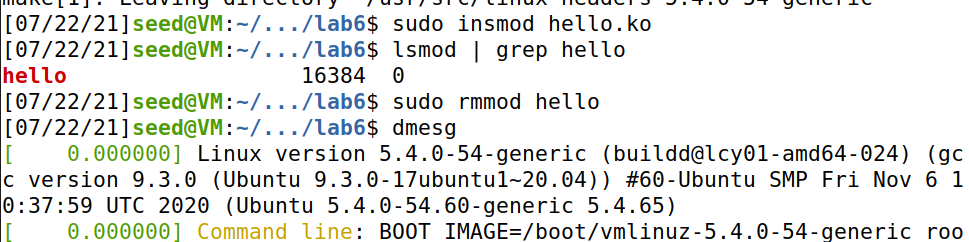 make[1]: Leaving directory '/usr/src/linux-headers-5.4.0-54-generic'
[07/22/21]seed@VM:~/.../lab6$ sudo insmod hello.ko
[07/22/21]seed@VM:~/.../lab6$ lsmod | grep hello
hello                  16384  0
[07/22/21]seed@VM:~/.../lab6$ sudo rmmod hello
[07/22/21]seed@VM:~/.../lab6$ dmesg
[    0.000000] Linux version 5.4.0-54-generic (buildd@lcy01-amd64-024) (gc
c version 9.3.0 (Ubuntu 9.3.0-17ubuntu1~20.04)) #60-Ubuntu SMP Fri Nov 6 1
0:37:59 UTC 2020 (Ubuntu 5.4.0-54.60-generic 5.4.65)
[    0.000000] Command line: BOOT_IMAGE=/boot/vmlinuz-5.4.0-54-generic roo